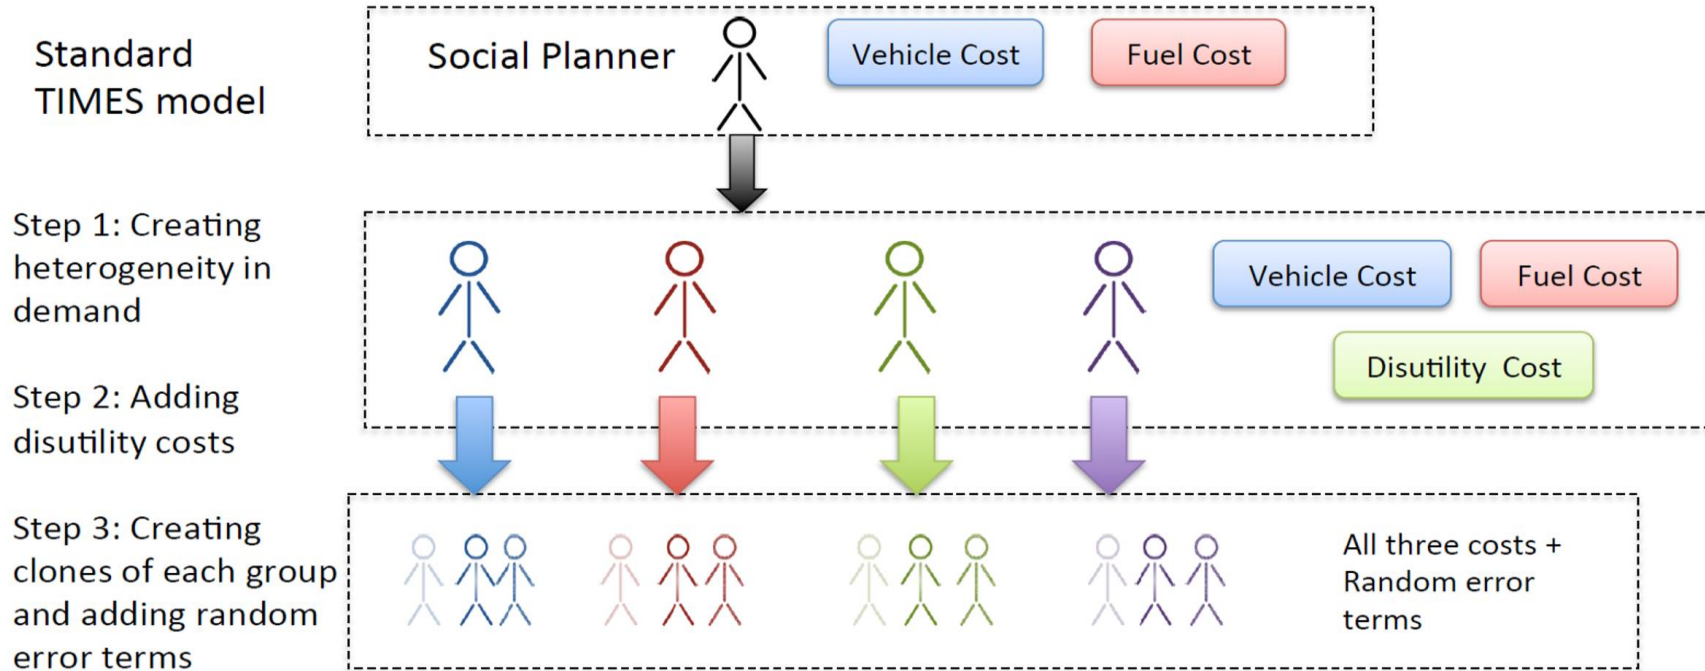 Standard
TIMES model
Social Planner
Vehicle Cost
Fuel Cost
Step 1: Creating
heterogeneity in
demand
Vehicle Cost
Fuel Cost
Disutility Cost
Step 2: Adding
disutility costs
Step 3: Creating
clones of each group
and adding random
error terms
All three costs +
Random error
terms